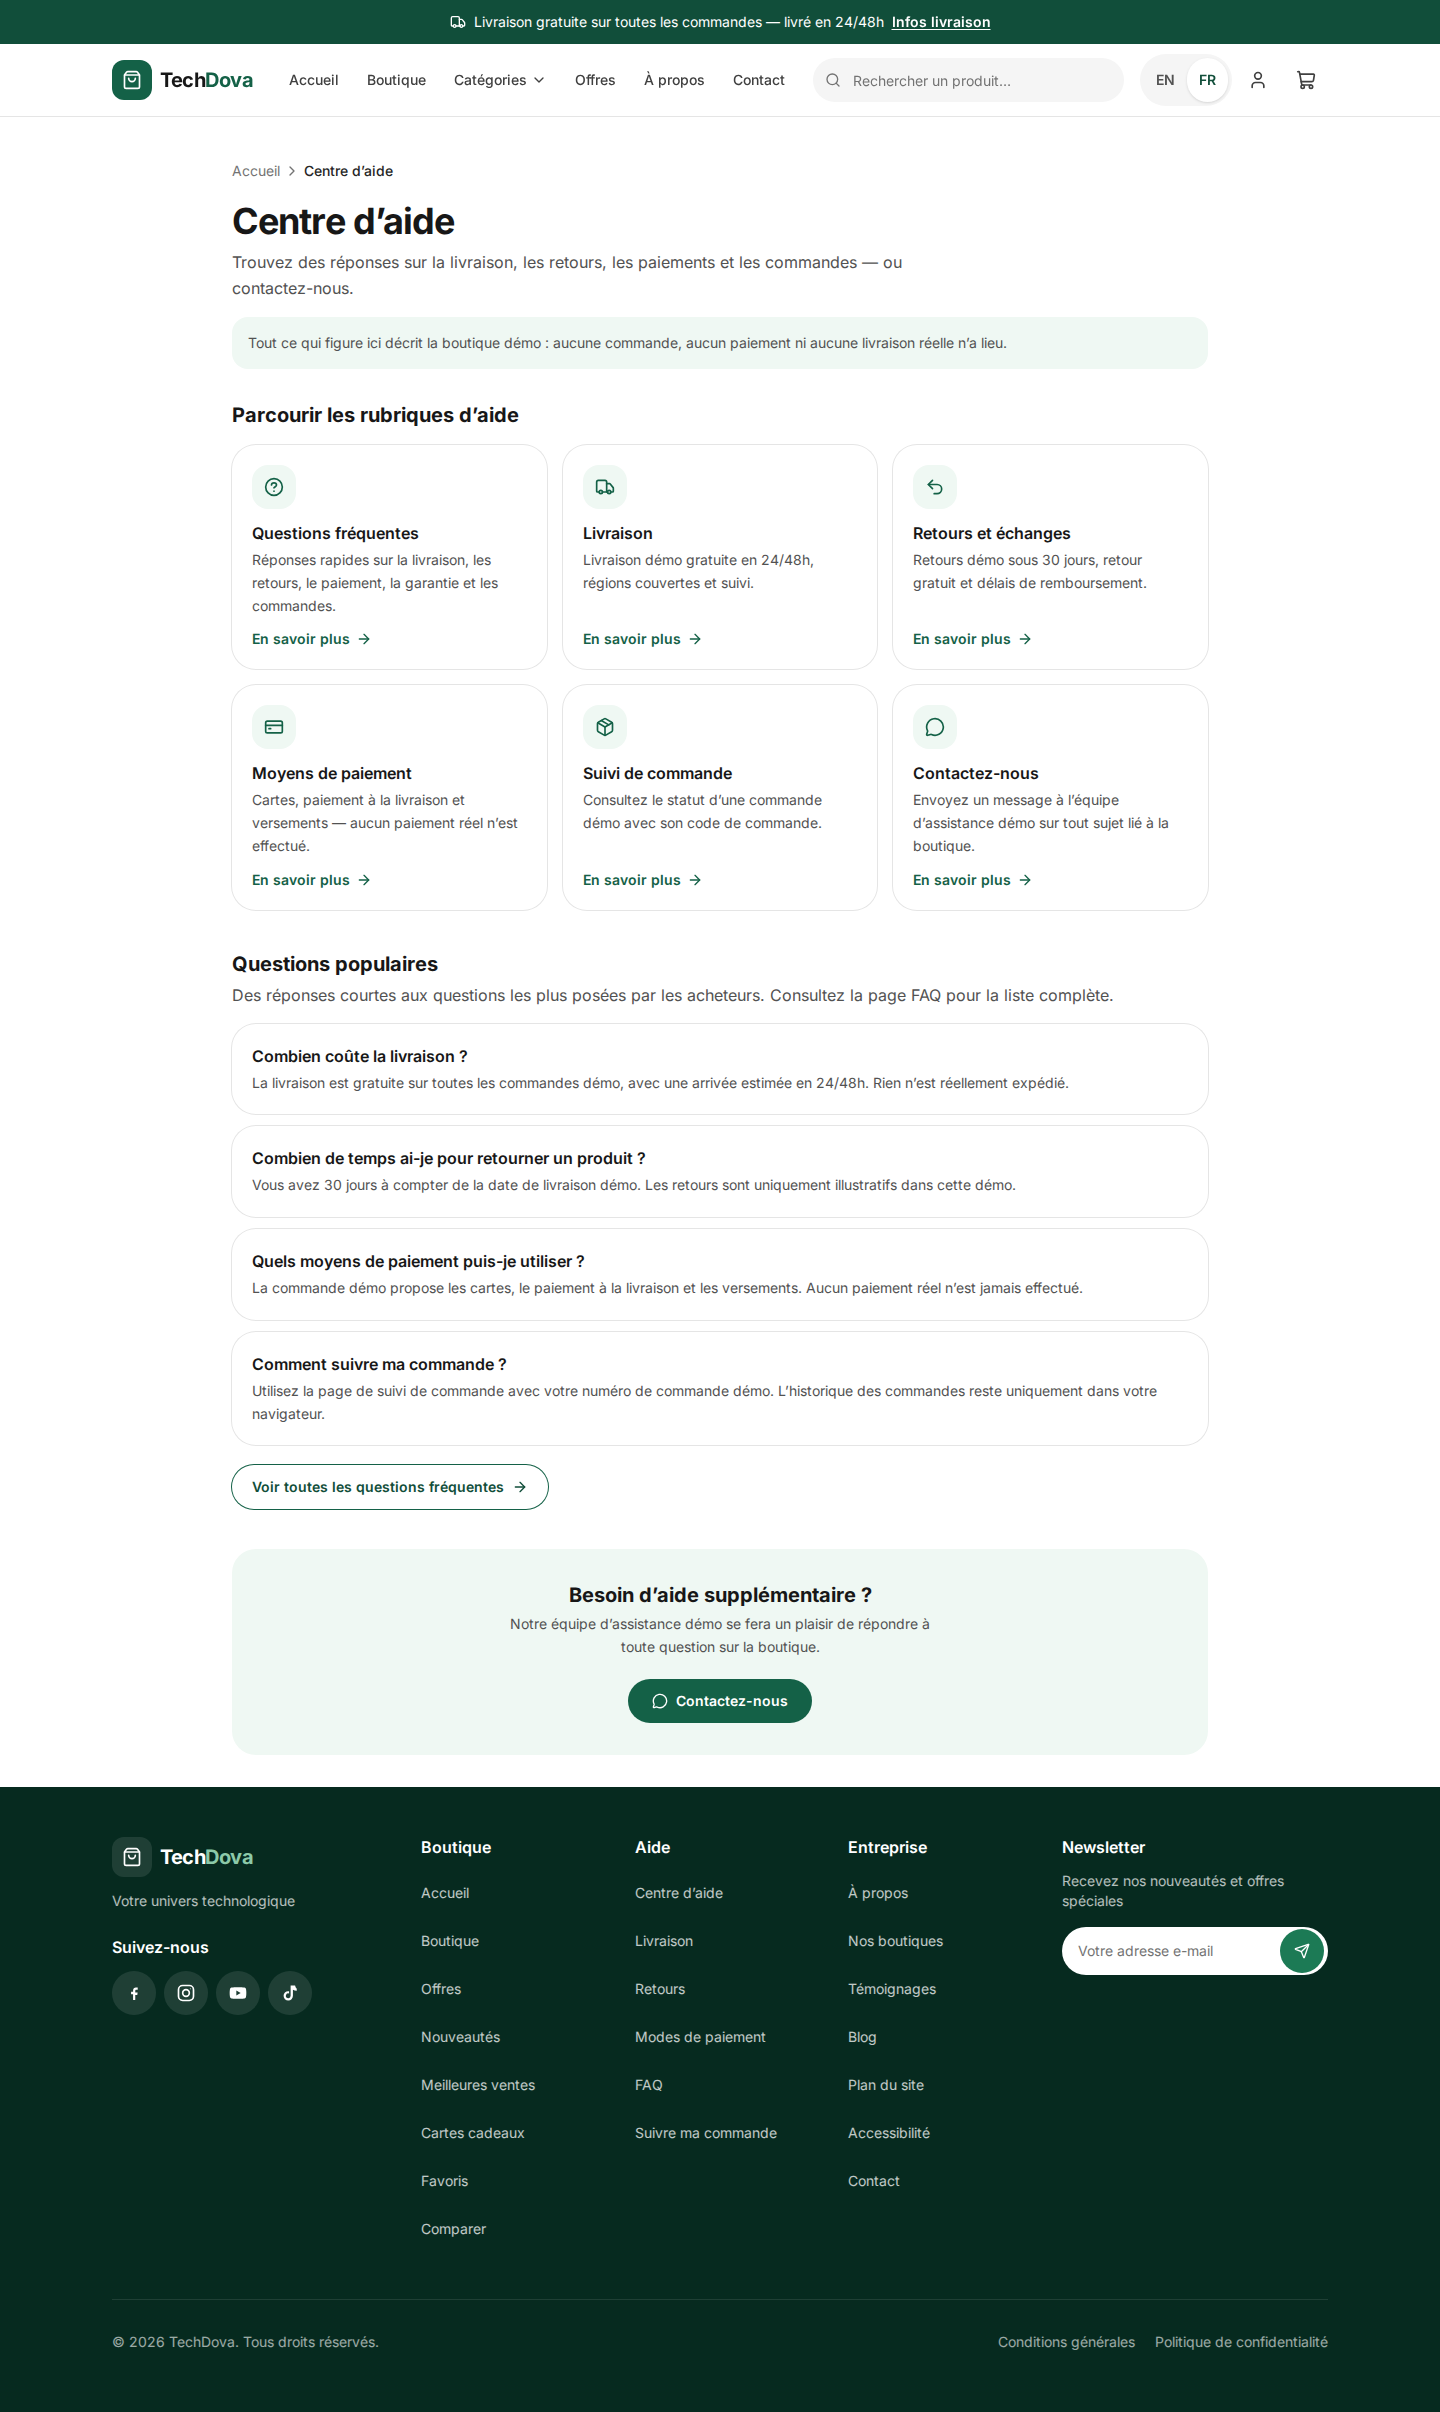 Livraison gratuite sur toutes les commandes — livré en 24/48h Infos livraison
TechDova
Accueil
Boutique
Catégories
Offres
À propos
Contact
Rechercher un produit...
EN
FR
Accueil > Centre d’aide
Centre d’aide
Trouvez des réponses sur la livraison, les retours, les paiements et les commandes — ou
contactez-nous.
Tout ce qui figure ici décrit la boutique démo : aucune commande, aucun paiement ni aucune livraison réelle n’a lieu.
Parcourir les rubriques d’aide
Questions fréquentes
Réponses rapides sur la livraison, les
retours, le paiement, la garantie et les
commandes.
En savoir plus
Livraison
Livraison démo gratuite en 24/48h,
régions couvertes et suivi.
En savoir plus
Retours et échanges
Retours démo sous 30 jours, retour
gratuit et délais de remboursement.
En savoir plus
Moyens de paiement
Cartes, paiement à la livraison et
versements — aucun paiement réel n’est
effectué.
En savoir plus
Suivi de commande
Consultez le statut d’une commande
démo avec son code de commande.
En savoir plus
Contactez-nous
Envoyez un message à l’équipe
d’assistance démo sur tout sujet lié à la
boutique.
En savoir plus
Questions populaires
Des réponses courtes aux questions les plus posées par les acheteurs. Consultez la page FAQ pour la liste complète.
Combien coûte la livraison ?
La livraison est gratuite sur toutes les commandes démo, avec une arrivée estimée en 24/48h. Rien n’est réellement expédié.
Combien de temps ai-je pour retourner un produit ?
Vous avez 30 jours à compter de la date de livraison démo. Les retours sont uniquement illustratifs dans cette démo.
Quels moyens de paiement puis-je utiliser ?
La commande démo propose les cartes, le paiement à la livraison et les versements. Aucun paiement réel n’est jamais effectué.
Comment suivre ma commande ?
Utilisez la page de suivi de commande avec votre numéro de commande démo. L’historique des commandes reste uniquement dans votre
navigateur.
Voir toutes les questions fréquentes
Besoin d’aide supplémentaire ?
Notre équipe d’assistance démo se fera un plaisir de répondre à
toute question sur la boutique.
Contactez-nous
TechDova
Votre univers technologique
Suivez-nous
Boutique
Accueil
Boutique
Offres
Nouveautés
Meilleures ventes
Cartes cadeaux
Favoris
Comparer
Aide
Centre d’aide
Livraison
Retours
Modes de paiement
FAQ
Suivre ma commande
Entreprise
À propos
Nos boutiques
Témoignages
Blog
Plan du site
Accessibilité
Contact
Newsletter
Recevez nos nouveautés et offres
spéciales
Votre adresse e-mail
© 2026 TechDova. Tous droits réservés.
Conditions générales
Politique de confidentialité